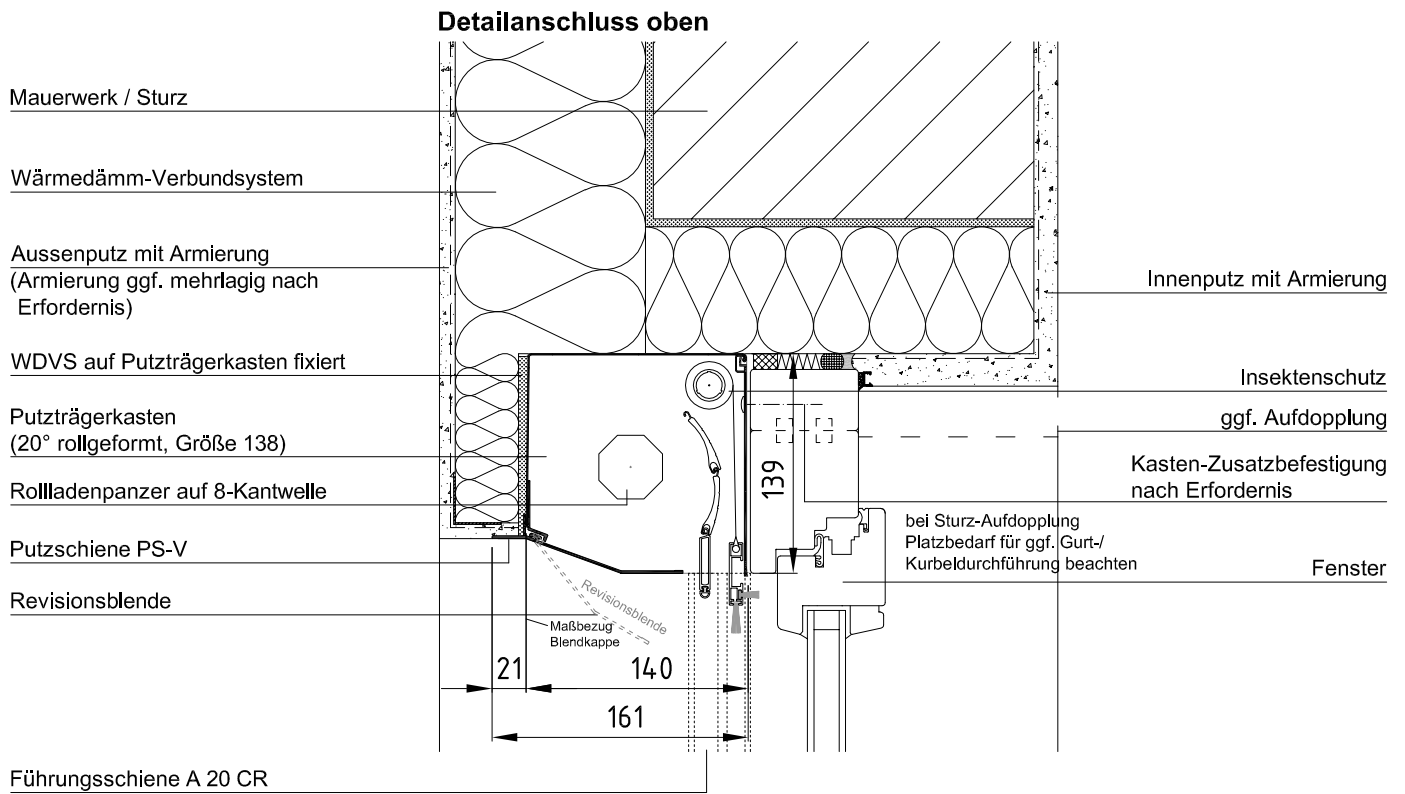 Detailanschluss oben
Mauerwerk / Sturz
Wärmedämm-Verbundsystem
Aussenputz mit Armierung
(Armierung ggf. mehrlagig nach
Erfordernis)
WDVS auf Putzträgerkasten fixiert
Putzträgerkasten
(20° rollgeformt, Größe 138)
Rollladenpanzer auf 8-Kantwelle
Putzschiene PS-V
Revisionsblende
Führungsschiene A 20 CR
Innenputz mit Armierung
Insektenschutz
ggf. Aufdopplung
Kasten-Zusatzbefestigung
nach Erfordernis
bei Sturz-Aufdopplung
Platzbedarf für ggf. Gurt-/
Kurbeldurchführung beachten
Fenster
139
Revisionsblende
Maßbezug
Blendkappe
21
140
161